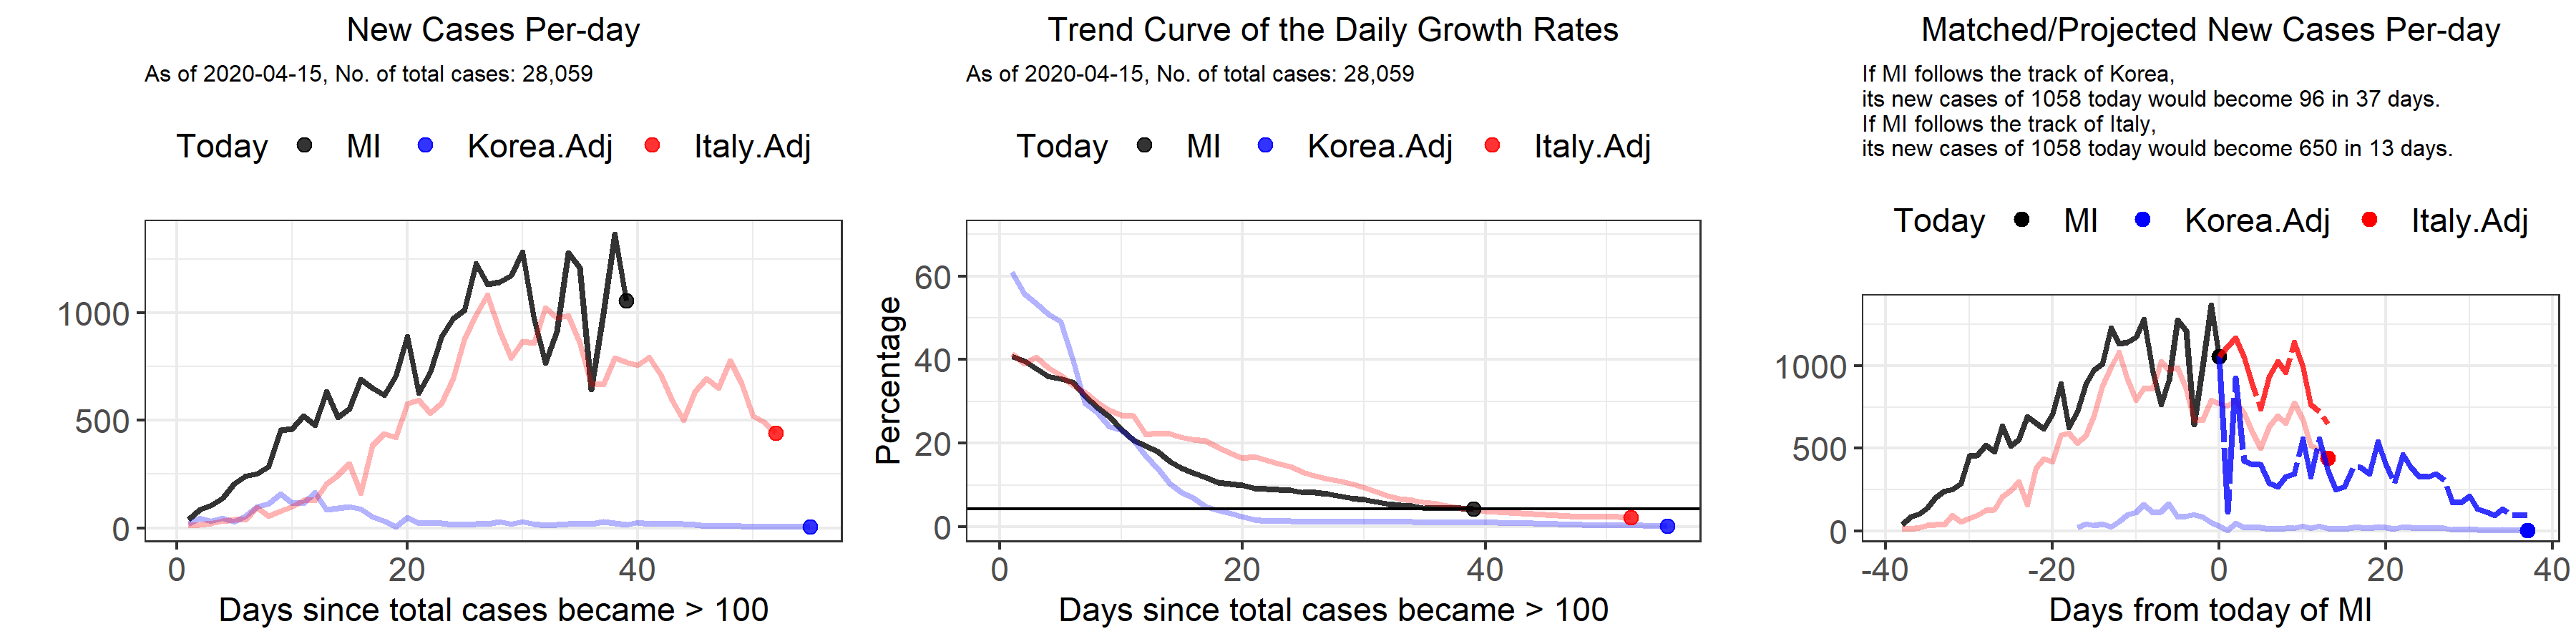 New Cases Per-day
As of 2020-04-15, No. of total cases: 28,059
Today MI Korea.Adj Italy.Adj
1000
500
0
0 20 40
Days since total cases became > 100
Trend Curve of the Daily Growth Rates
As of 2020-04-15, No. of total cases: 28,059
Today MI Korea.Adj Italy.Adj
Percentage
60
40
20
0
0 20 40
Days since total cases became > 100
Matched/Projected New Cases Per-day
If MI follows the track of Korea,
its new cases of 1058 today would become 96 in 37 days.
If MI follows the track of Italy,
its new cases of 1058 today would become 650 in 13 days.
Today MI Korea.Adj Italy.Adj
1000
500
0
-40 -20 0 20 40
Days from today of MI